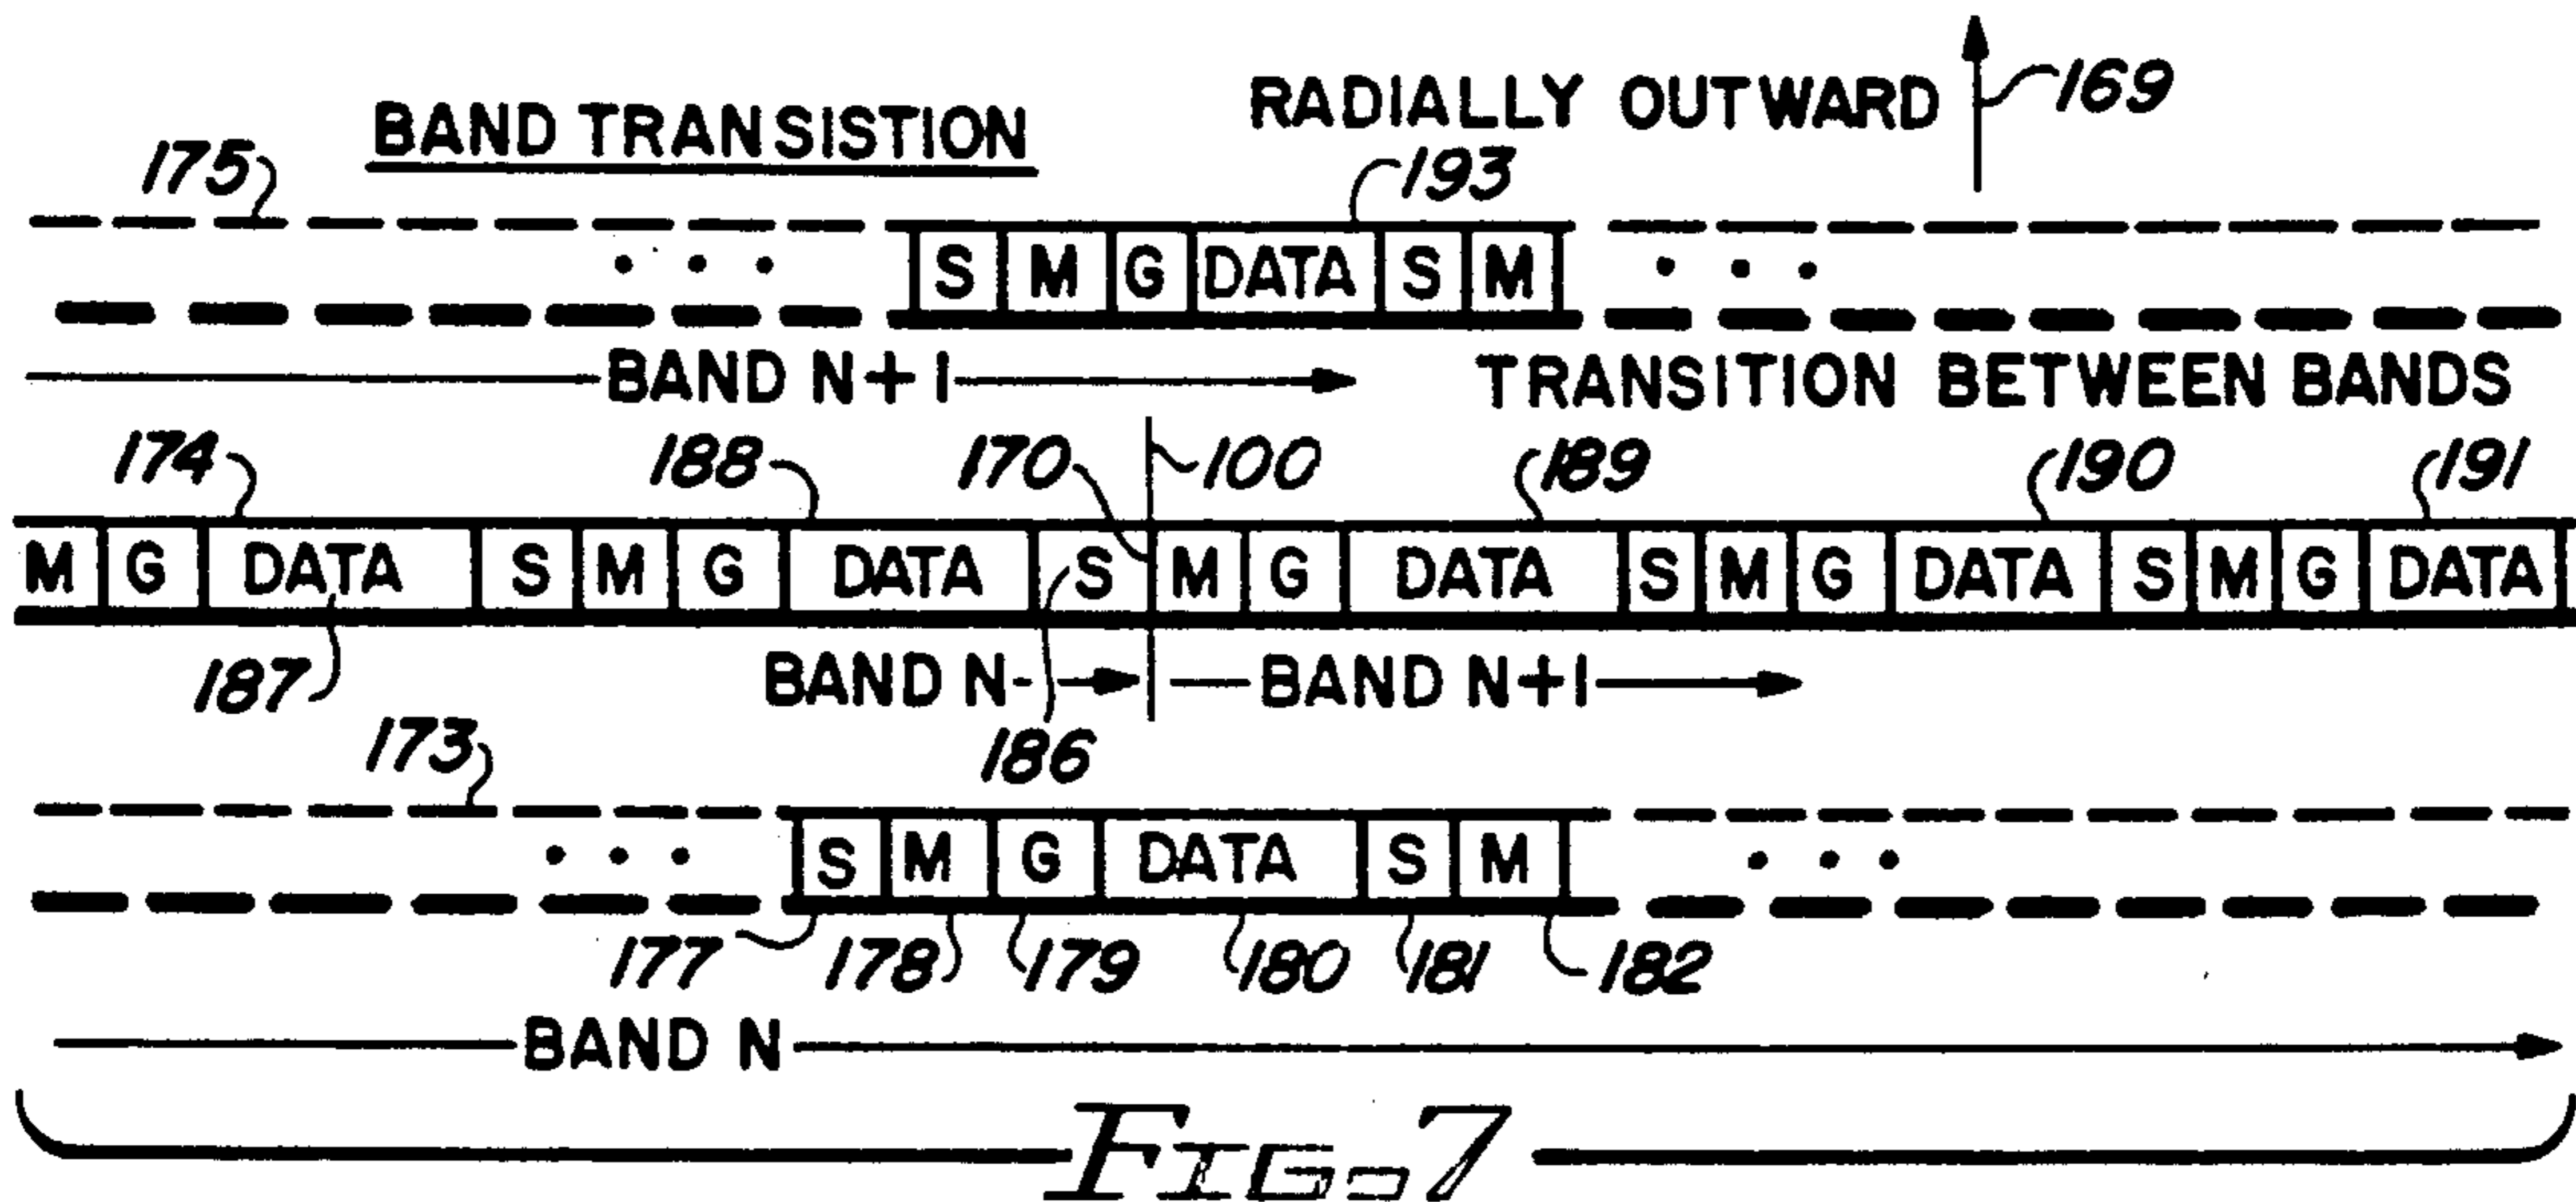 RADIALLY OUTWARD 169
BAND TRANSISTION
175 193
S M G DATA S M
BAND N+1 TRANSITION BETWEEN BANDS
174 188 170 100 189 190 191
M G DATA S M G DATA S M G DATA S M G DATA S M G DATA
187 BAND N BAND N+1
186
173
S M G DATA S M
177 178 179 180 181 182
BAND N
FIG-7